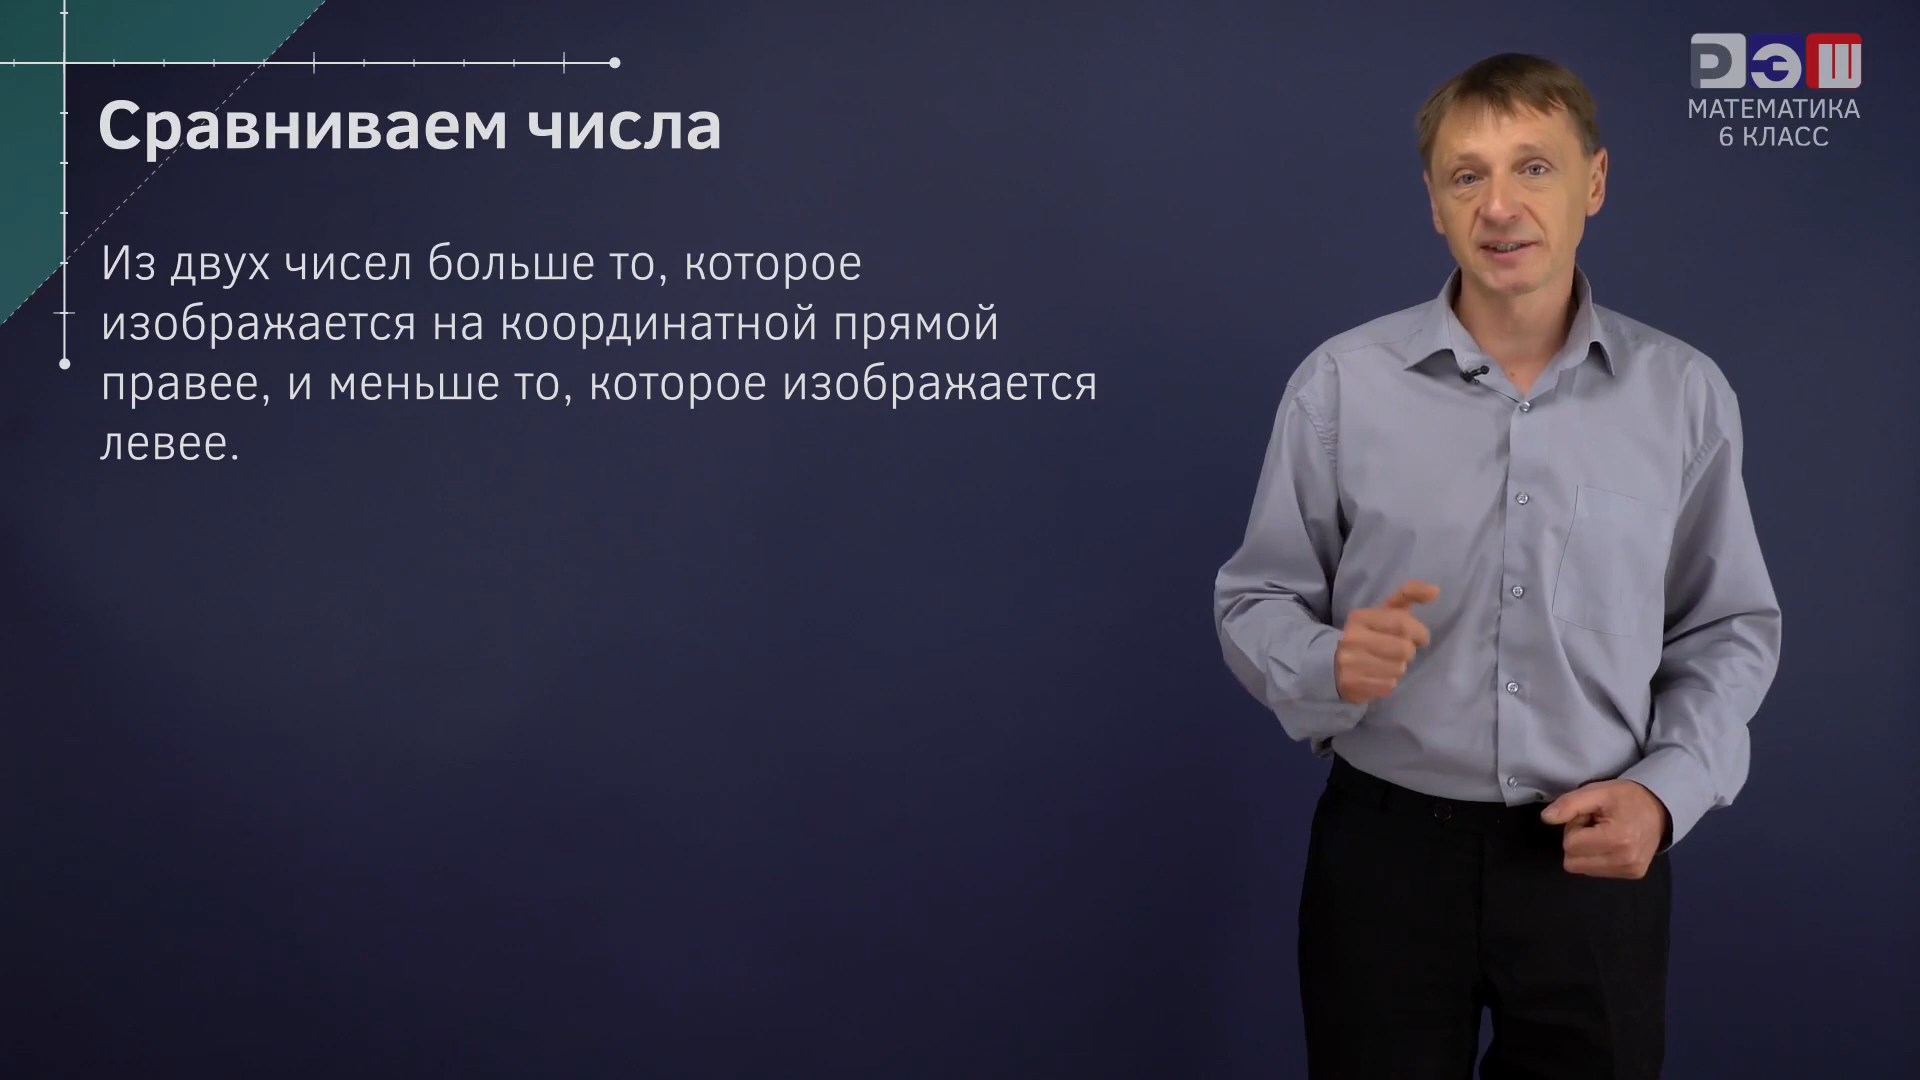 Сравниваем числа
Из двух чисел больше то, которое
изображается на координатной прямой
правее, и меньше то, которое изображается
левее.
РЭШ
МАТЕМАТИКА
6 КЛАСС